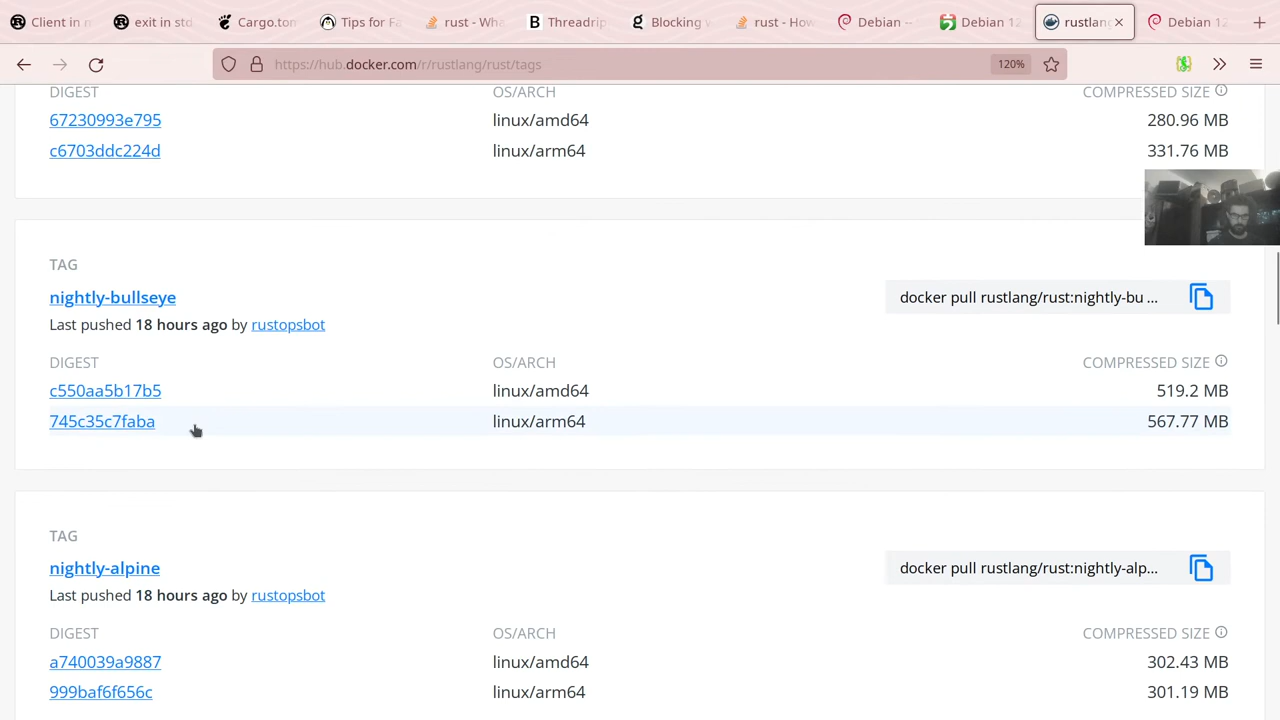 Client in r
exit in std
Cargo.tom
Tips for Fa
rust - Wha
Threadrip
Blocking v
rust - How
Debian --
Debian 12
rustlang
Debian 12
https://hub.docker.com/r/rustlang/rust/tags
120%
DIGEST OS/ARCH COMPRESSED SIZE
67230993e795 linux/amd64 280.96 MB
c6703ddc224d linux/arm64 331.76 MB
TAG
nightly-bullseye docker pull rustlang/rust:nightly-bu ...
Last pushed 18 hours ago by rustopsbot
DIGEST OS/ARCH COMPRESSED SIZE
c550aa5b17b5 linux/amd64 519.2 MB
745c35c7faba linux/arm64 567.77 MB
TAG
nightly-alpine docker pull rustlang/rust:nightly-alp...
Last pushed 18 hours ago by rustopsbot
DIGEST OS/ARCH COMPRESSED SIZE
a740039a9887 linux/amd64 302.43 MB
999baf6f656c linux/arm64 301.19 MB